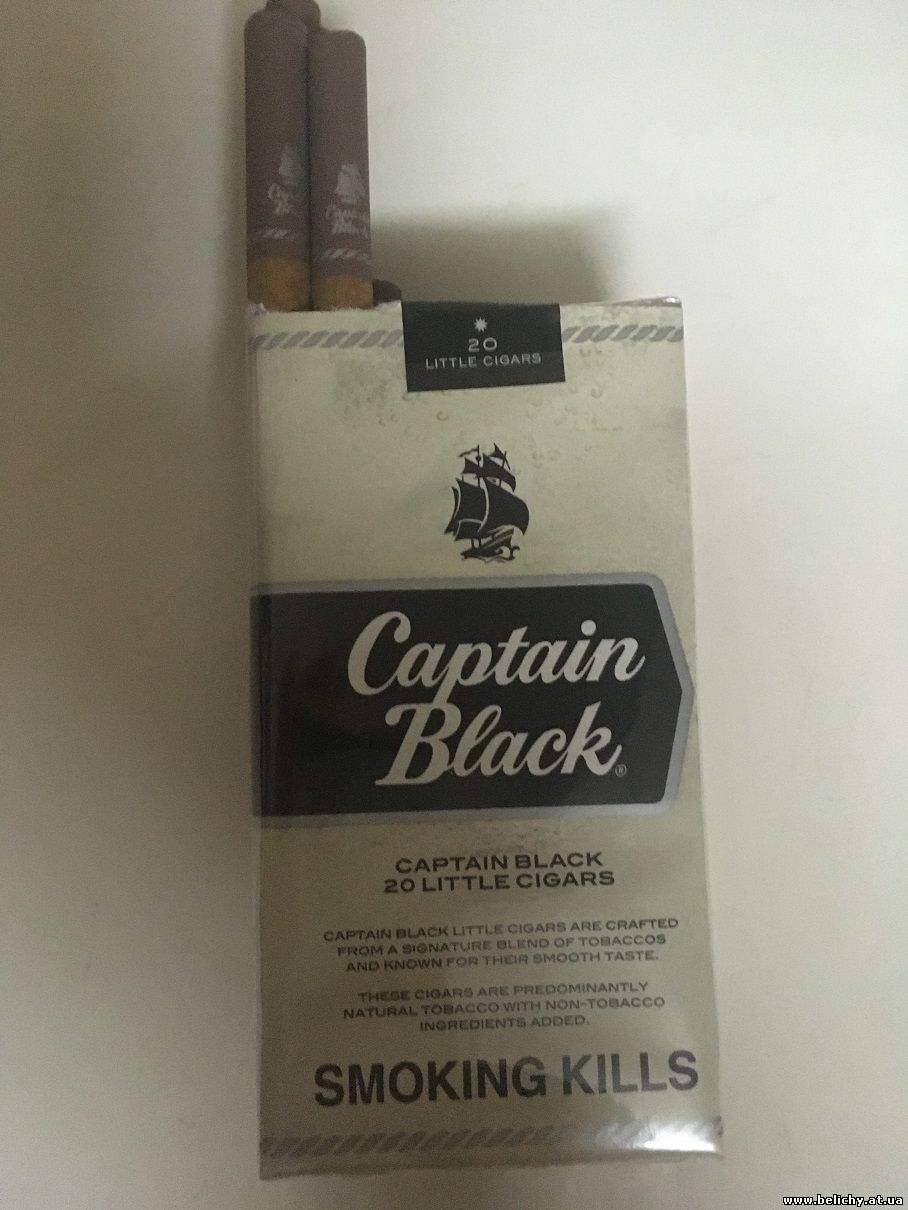 Captain
Black
20
LITTLE CIGARS
Captain
Black®
CAPTAIN BLACK
20 LITTLE CIGARS
CAPTAIN BLACK LITTLE CIGARS ARE CRAFTED
FROM A SIGNATURE BLEND OF TOBACCOS
AND KNOWN FOR THEIR SMOOTH TASTE.
THESE CIGARS ARE PREDOMINANTLY
NATURAL TOBACCO WITH NON-TOBACCO
INGREDIENTS ADDED.
SMOKING KILLS
www.belichy.at.ua